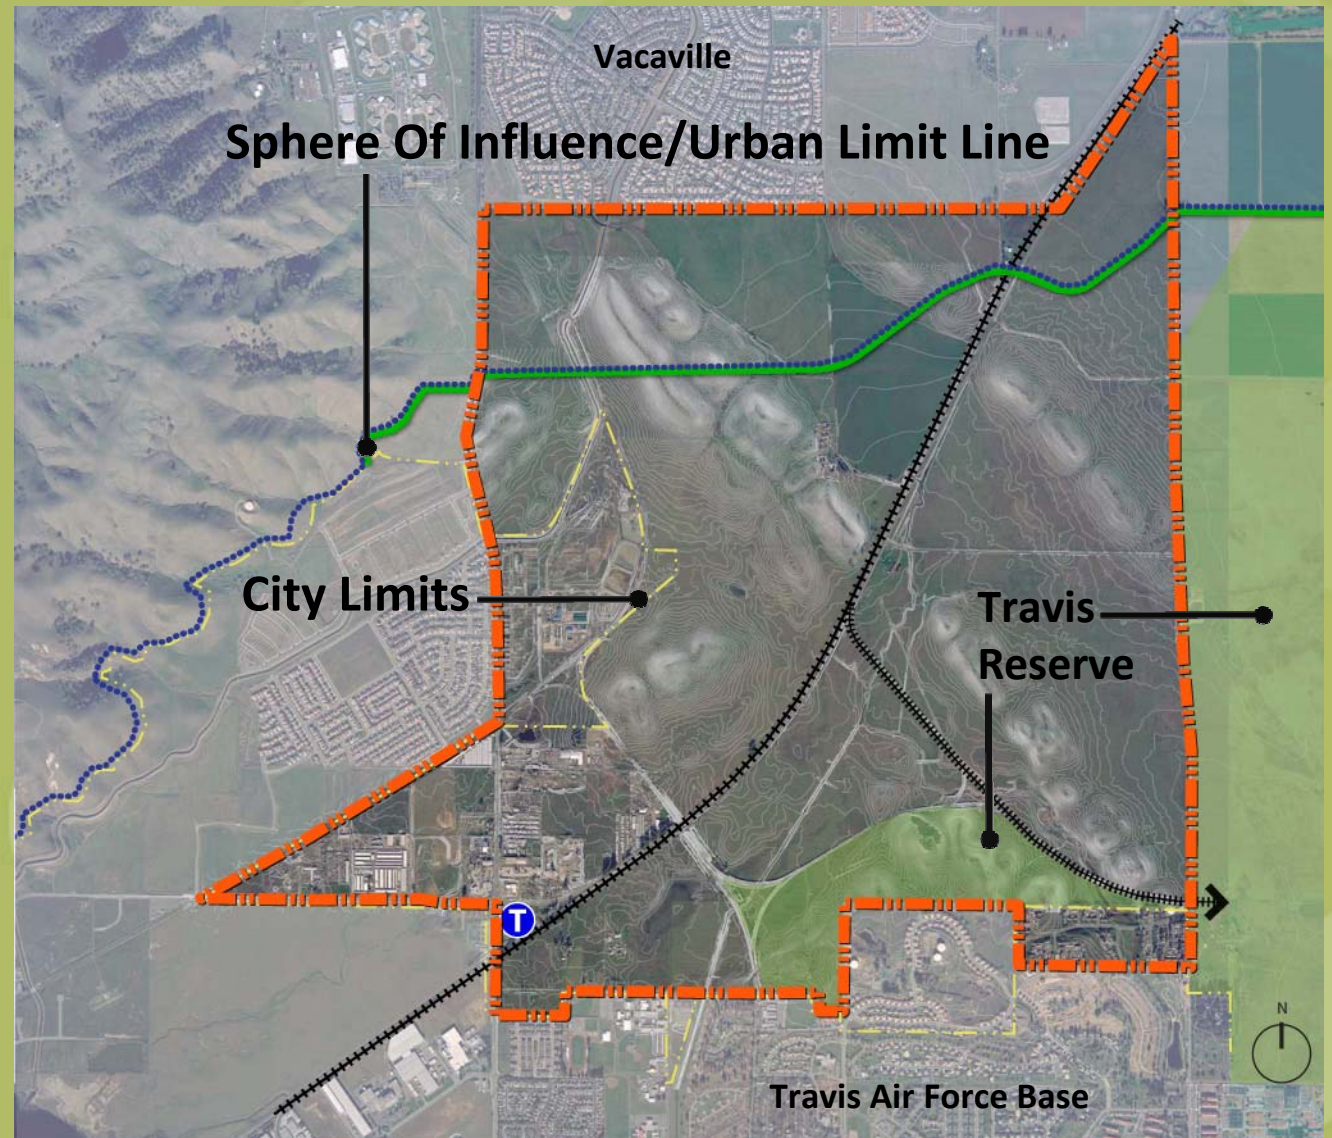 Vacaville
Sphere Of Influence/Urban Limit Line
City Limits
Travis
Reserve
T
N
Travis Air Force Base